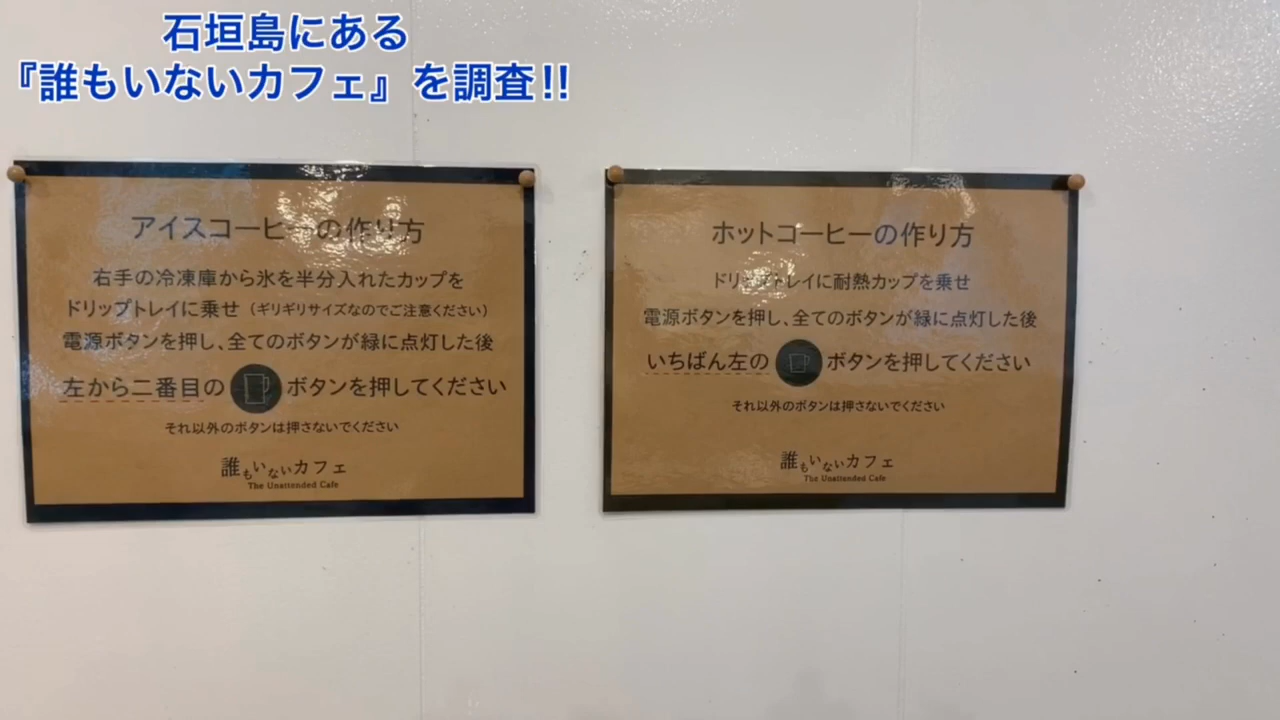 石垣島にある
『誰もいないカフェ』を調査!!
アイスコーヒーの作り方
右手の冷凍庫から氷を半分入れたカップを
ドリップトレイに乗せ（ギリギリサイズなのでご注意ください）
電源ボタンを押し、全てのボタンが緑に点灯した後
左から二番目の ボタンを押してください
それ以外のボタンは押さないでください
誰もいないカフェ
The Unattended Cafe
ホットコーヒーの作り方
ドリップトレイに耐熱カップを乗せ
電源ボタンを押し、全てのボタンが緑に点灯した後
いちばん左の ボタンを押してください
それ以外のボタンは押さないでください
誰もいないカフェ
The Unattended Cafe